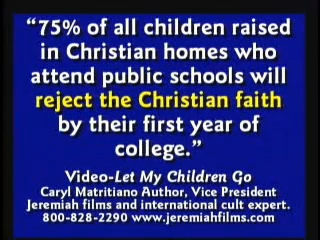 “75% of all children raised
in Christian homes who
attend public schools will
reject the Christian faith
by their first year of
college.”
Video-Let My Children Go
Caryl Matritiano Author, Vice President
Jeremiah films and international cult expert.
800-828-2290 www.jeremiahfilms.com